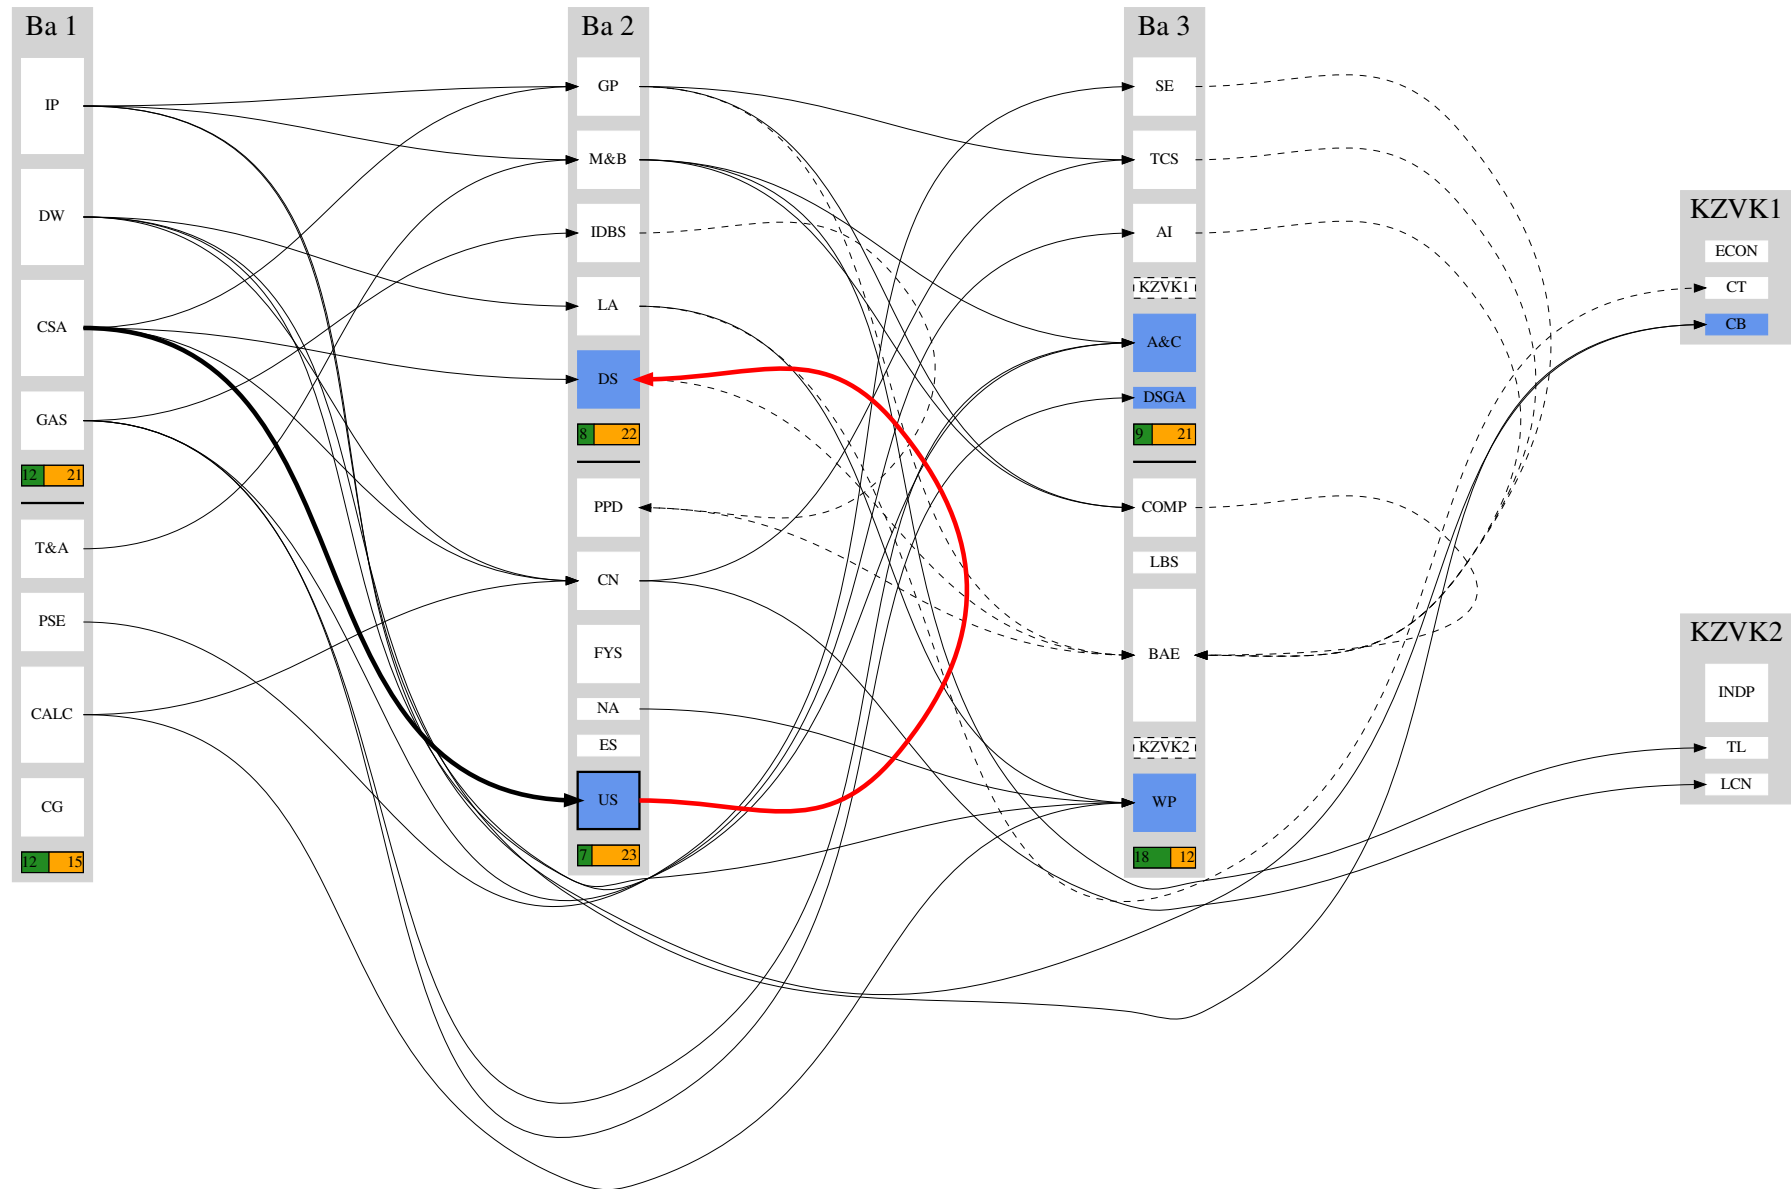 Ba 1
IP
DW
CSA
GAS
12 21
T&A
PSE
CALC
CG
12 15
Ba 2
GP
M&B
IDBS
LA
DS
8 22
PPD
CN
FYS
NA
ES
US
7 23
Ba 3
SE
TCS
AI
KZVK1
A&C
DSGA
9 21
COMP
LBS
BAE
KZVK2
WP
18 12
KZVK1
ECON
CT
CB
KZVK2
INDP
TL
LCN